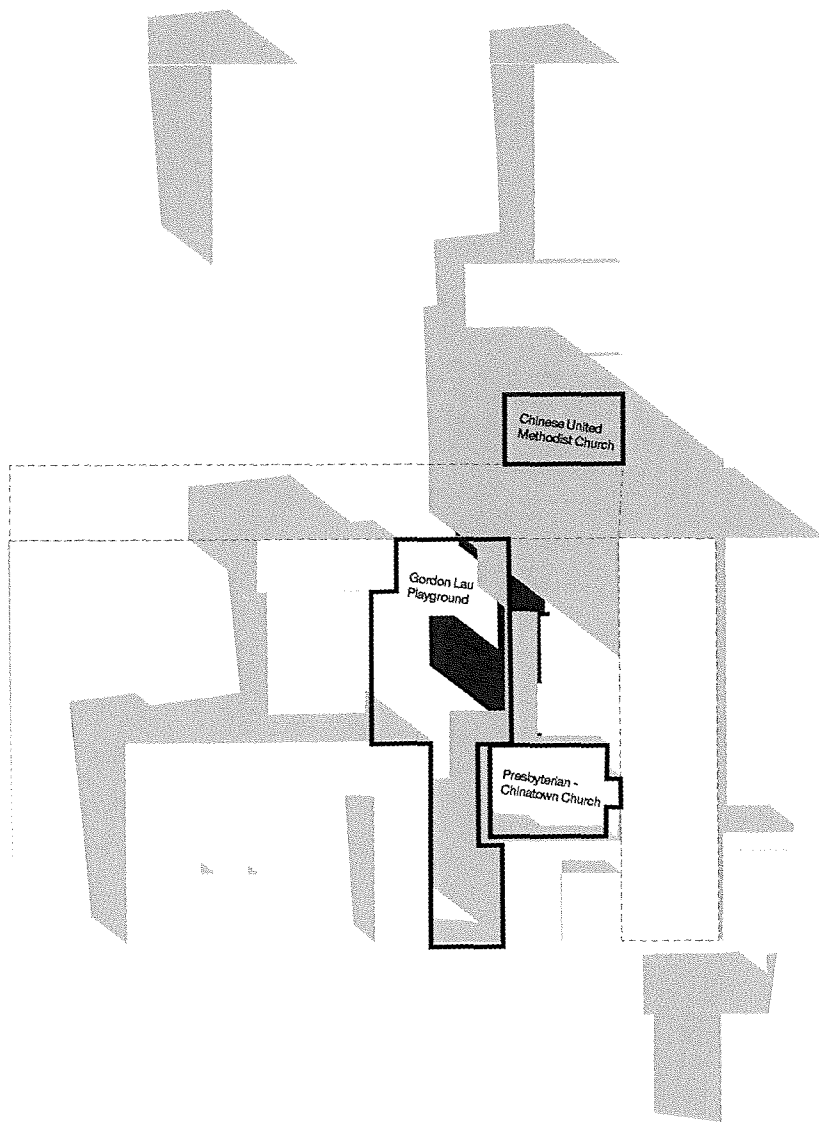 Chinese United
Methodist Church
Gordon Lau
Playground
Presbyterian -
Chinatown Church